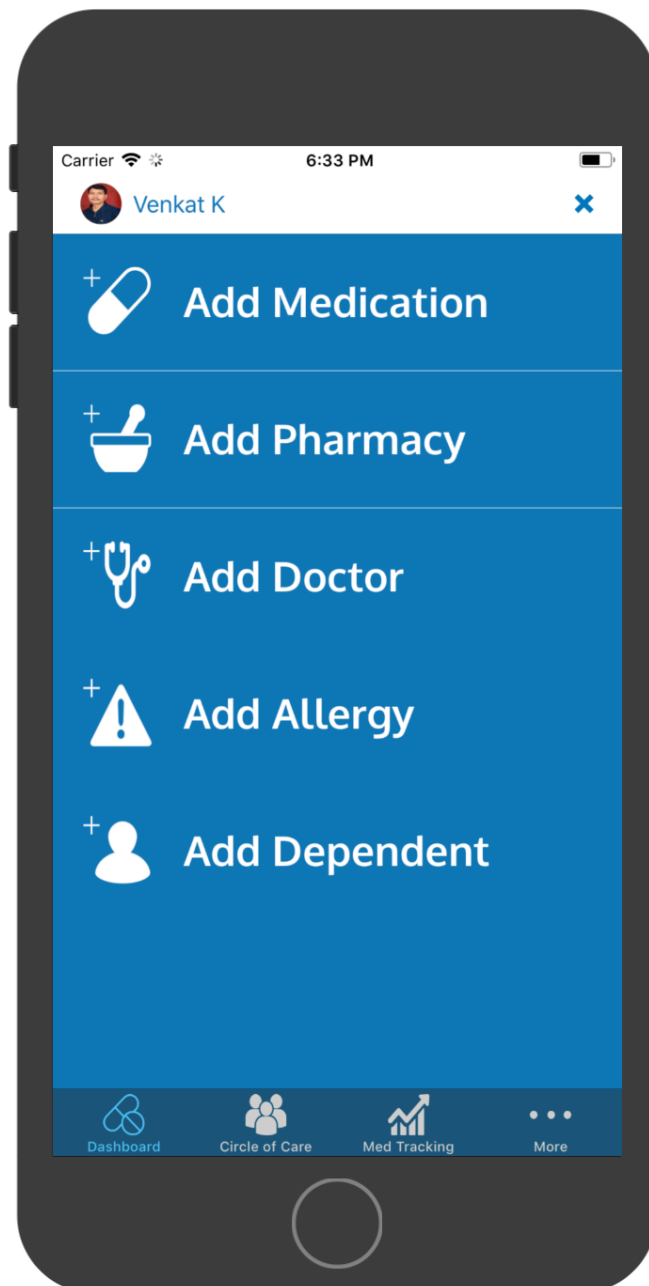 Carrier 6:33 PM
Venkat K
Add Medication
Add Pharmacy
Add Doctor
Add Allergy
Add Dependent
Dashboard Circle of Care Med Tracking More